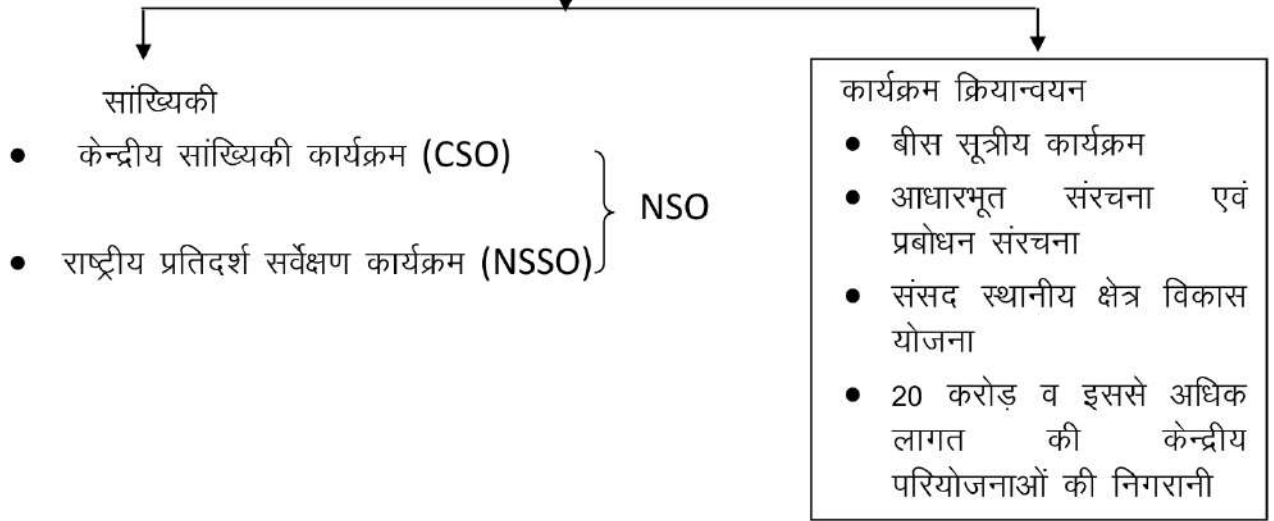 सांख्यिकी
• केन्द्रीय सांख्यिकी कार्यक्रम (CSO)
• राष्ट्रीय प्रतिदर्श सर्वेक्षण कार्यक्रम (NSSO)
NSO
कार्यक्रम क्रियान्वयन
• बीस सूत्रीय कार्यक्रम
• आधारभूत संरचना एवं
प्रबोधन संरचना
• संसद स्थानीय क्षेत्र विकास
योजना
• 20 करोड़ व इससे अधिक
लागत की केन्द्रीय
परियोजनाओं की निगरानी